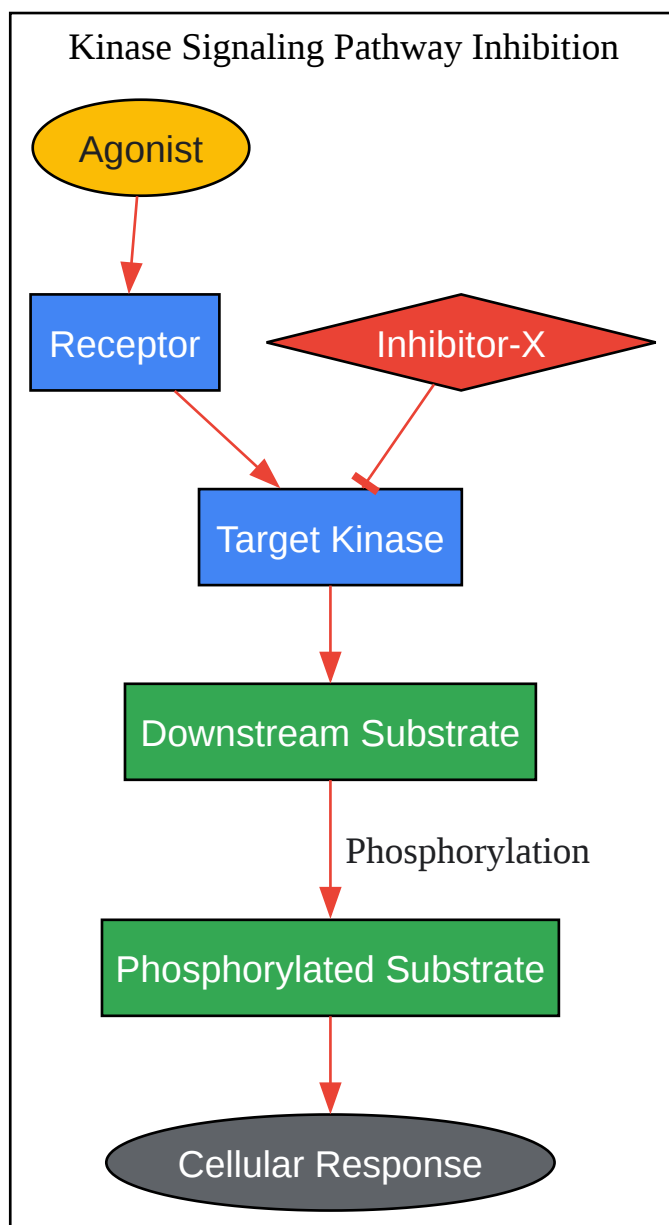 Kinase Signaling Pathway Inhibition
Agonist
Receptor
Inhibitor-X
Target Kinase
Downstream Substrate
Phosphorylation
Phosphorylated Substrate
Cellular Response